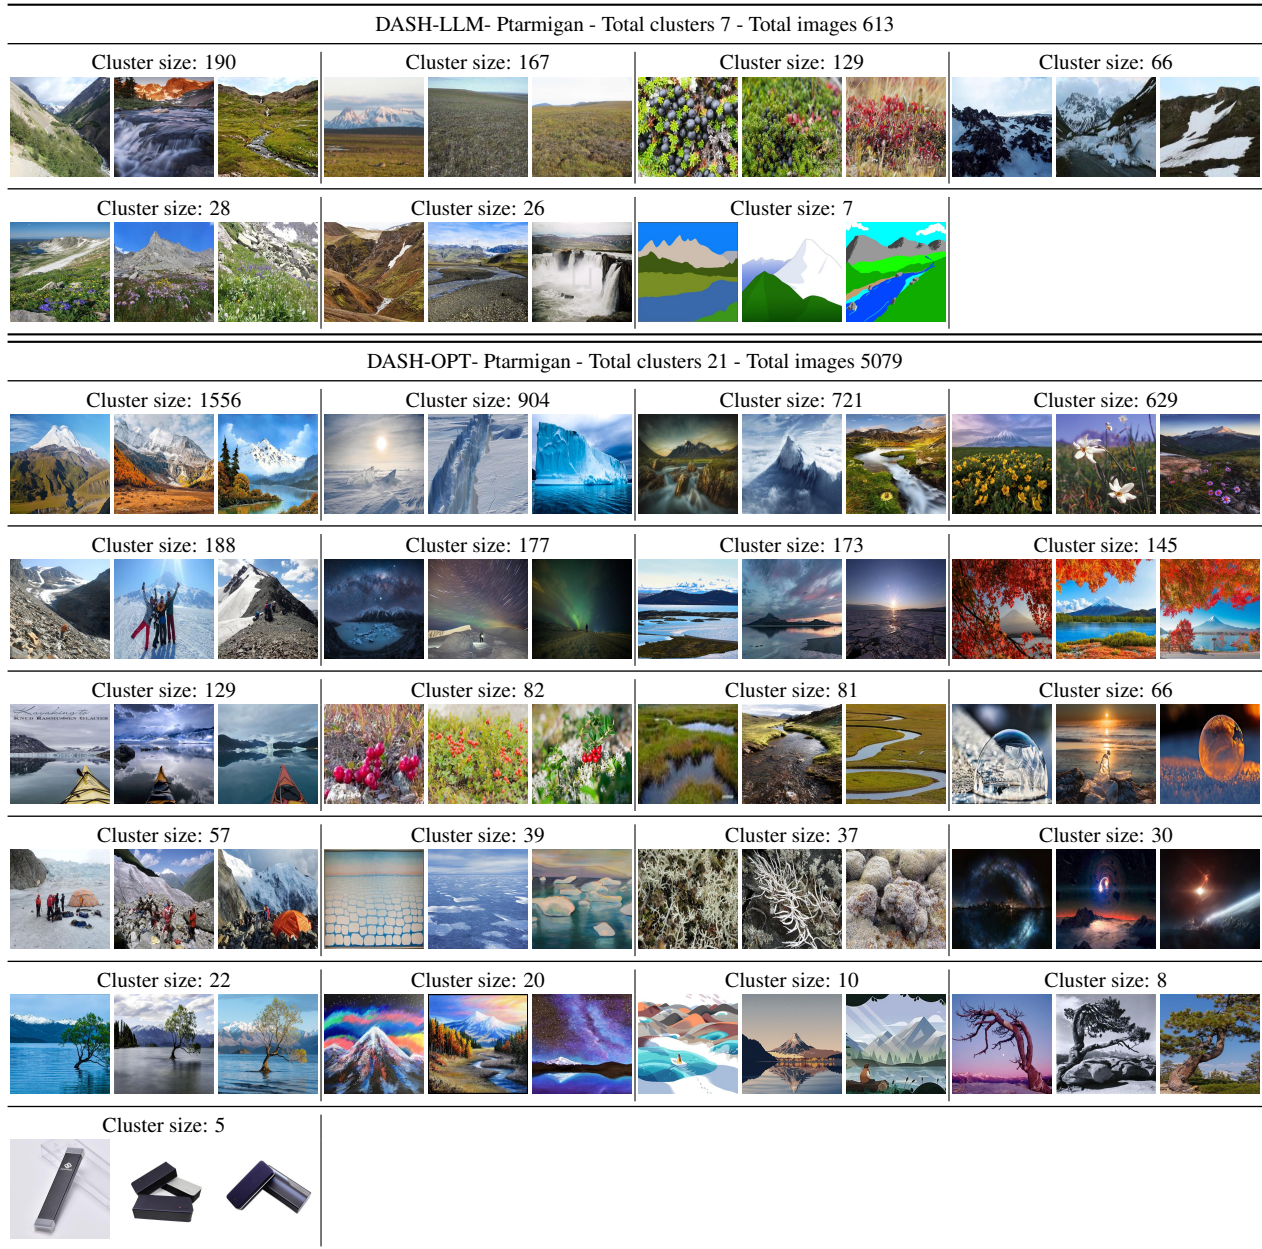 DASH-LLM- Ptarmigan - Total clusters 7 - Total images 613
Cluster size: 190
Cluster size: 167
Cluster size: 129
Cluster size: 66
Cluster size: 28
Cluster size: 26
Cluster size: 7
DASH-OPT- Ptarmigan - Total clusters 21 - Total images 5079
Cluster size: 1556
Cluster size: 904
Cluster size: 721
Cluster size: 629
Cluster size: 188
Cluster size: 177
Cluster size: 173
Cluster size: 145
Cluster size: 129
Cluster size: 82
Cluster size: 81
Cluster size: 66
Kayaking to
KNUD RASMUSSEN GLACIER
Cluster size: 57
Cluster size: 39
Cluster size: 37
Cluster size: 30
Cluster size: 22
Cluster size: 20
Cluster size: 10
Cluster size: 8
Cluster size: 5